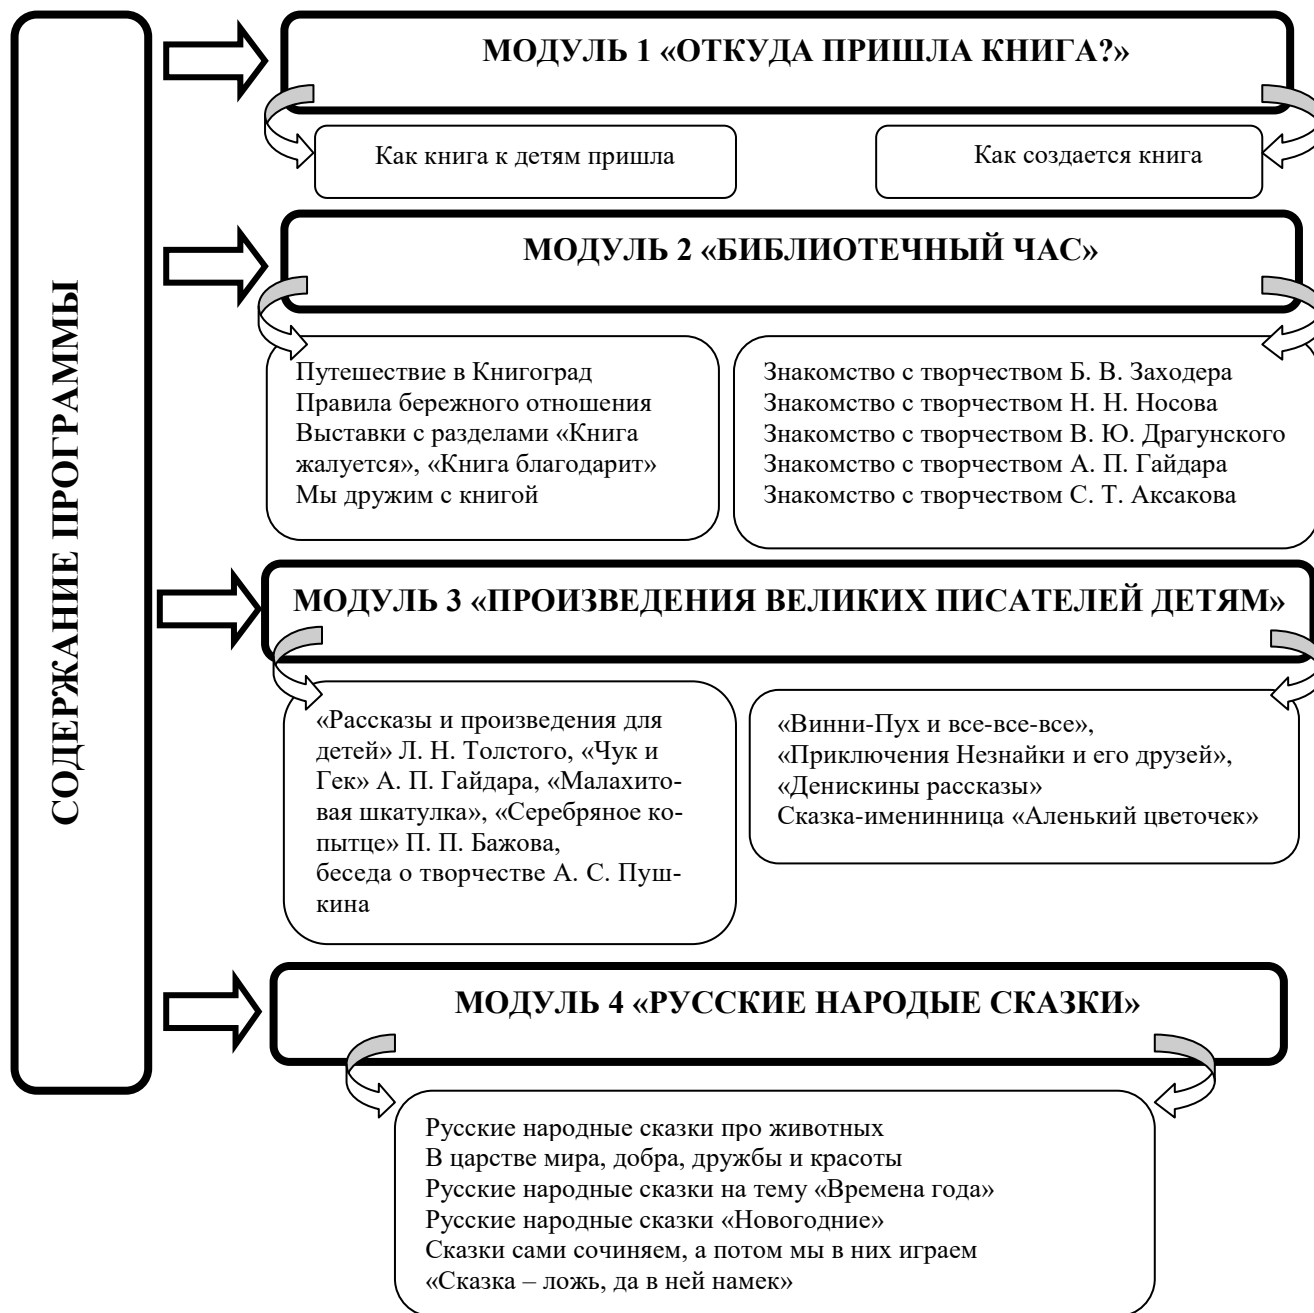 СОДЕРЖАНИЕ ПРОГРАММЫ
МОДУЛЬ 1 «ОТКУДА ПРИШЛА КНИГА?»
Как книга к детям пришла
Как создается книга
МОДУЛЬ 2 «БИБЛИОТЕЧНЫЙ ЧАС»
Путешествие в Книгоград
Правила бережного отношения
Выставки с разделами «Книга
жалуется», «Книга благодарит»
Мы дружим с книгой
Знакомство с творчеством Б. В. Заходера
Знакомство с творчеством Н. Н. Носова
Знакомство с творчеством В. Ю. Драгунского
Знакомство с творчеством А. П. Гайдара
Знакомство с творчеством С. Т. Аксакова
МОДУЛЬ 3 «ПРОИЗВЕДЕНИЯ ВЕЛИКИХ ПИСАТЕЛЕЙ ДЕТЯМ»
«Рассказы и произведения для
детей» Л. Н. Толстого, «Чук и
Гек» А. П. Гайдара, «Малахито-
вая шкатулка», «Серебряное ко-
пытце» П. П. Бажова,
беседа о творчестве А. С. Пуш-
кина
«Винни-Пух и все-все-все»,
«Приключения Незнайки и его друзей»,
«Денискины рассказы»
Сказка-именинница «Аленький цветочек»
МОДУЛЬ 4 «РУССКИЕ НАРОДЫЕ СКАЗКИ»
Русские народные сказки про животных
В царстве мира, добра, дружбы и красоты
Русские народные сказки на тему «Времена года»
Русские народные сказки «Новогодние»
Сказки сами сочиняем, а потом мы в них играем
«Сказка – ложь, да в ней намек»